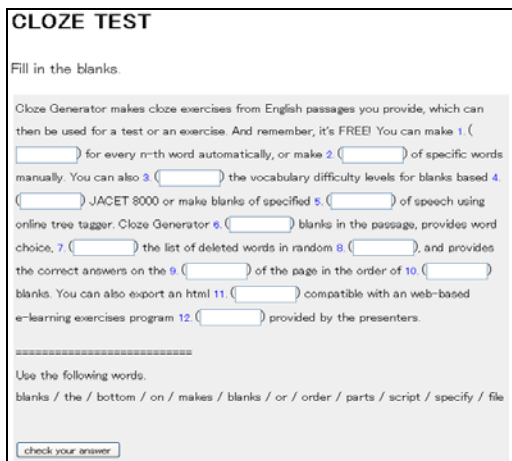 CLOZE TEST
Fill in the blanks.
Cloze Generator makes cloze exercises from English passages you provide, which can
then be used for a test or an exercise. And remember, it's FREE! You can make 1. (
) for every n-th word automatically, or make 2. ( ) of specific words
manually. You can also 3. ( ) the vocabulary difficulty levels for blanks based 4.
( ) JACET 8000 or make blanks of specified 5. ( ) of speech using
online tree tagger. Cloze Generator 6. ( ) blanks in the passage, provides word
choice, 7. ( ) the list of deleted words in random 8. ( ), and provides
the correct answers on the 9. ( ) of the page in the order of 10. ( )
blanks. You can also export an html 11. ( ) compatible with an web-based
e-learning exercises program 12. ( ) provided by the presenters.
===========================
Use the following words.
blanks / the / bottom / on / makes / blanks / or / order / parts / script / specify / file
check your answer